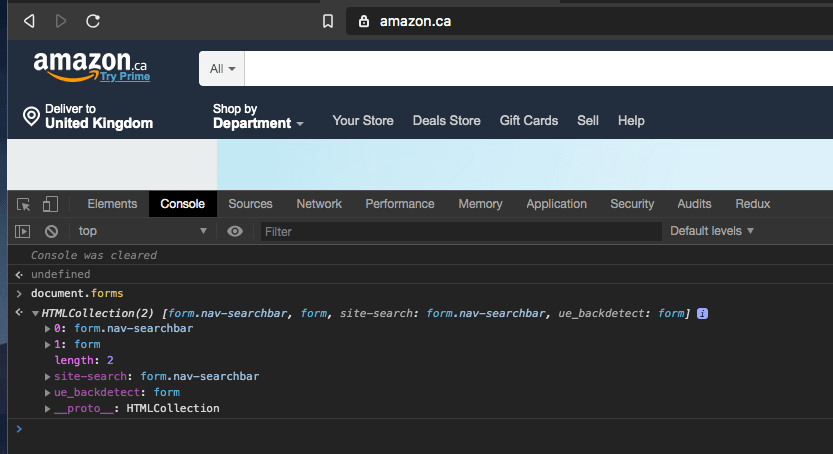 amazon.ca
amazon.ca
Try Prime
All
Deliver to
United Kingdom
Shop by
Department
Your Store Deals Store Gift Cards Sell Help
Elements Console Sources Network Performance Memory Application Security Audits Redux
top Filter Default levels
Console was cleared
undefined
document.forms
HTMLCollection(2) [form.nav-searchbar, form, site-search: form.nav-searchbar, ue_backdetect: form] i
0: form.nav-searchbar
1: form
length: 2
site-search: form.nav-searchbar
ue_backdetect: form
__proto__: HTMLCollection